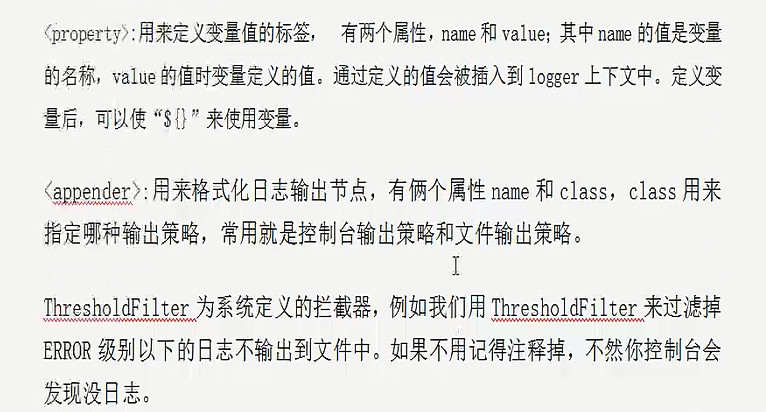 <property>:用来定义变量值的标签， 有两个属性，name 和 value；其中 name 的值是变量
的名称，value 的值时变量定义的值。通过定义的值会被插入到 logger 上下文中。定义变
量后，可以使“${}”来使用变量。
<appender>:用来格式化日志输出节点，有俩个属性 name 和 class，class 用来
指定哪种输出策略，常用就是控制台输出策略和文件输出策略。
ThresholdFilter 为系统定义的拦截器，例如我们用 ThresholdFilter 来过滤掉
ERROR 级别以下的日志不输出到文件中。如果不用记得注释掉，不然你控制台会
发现没日志。